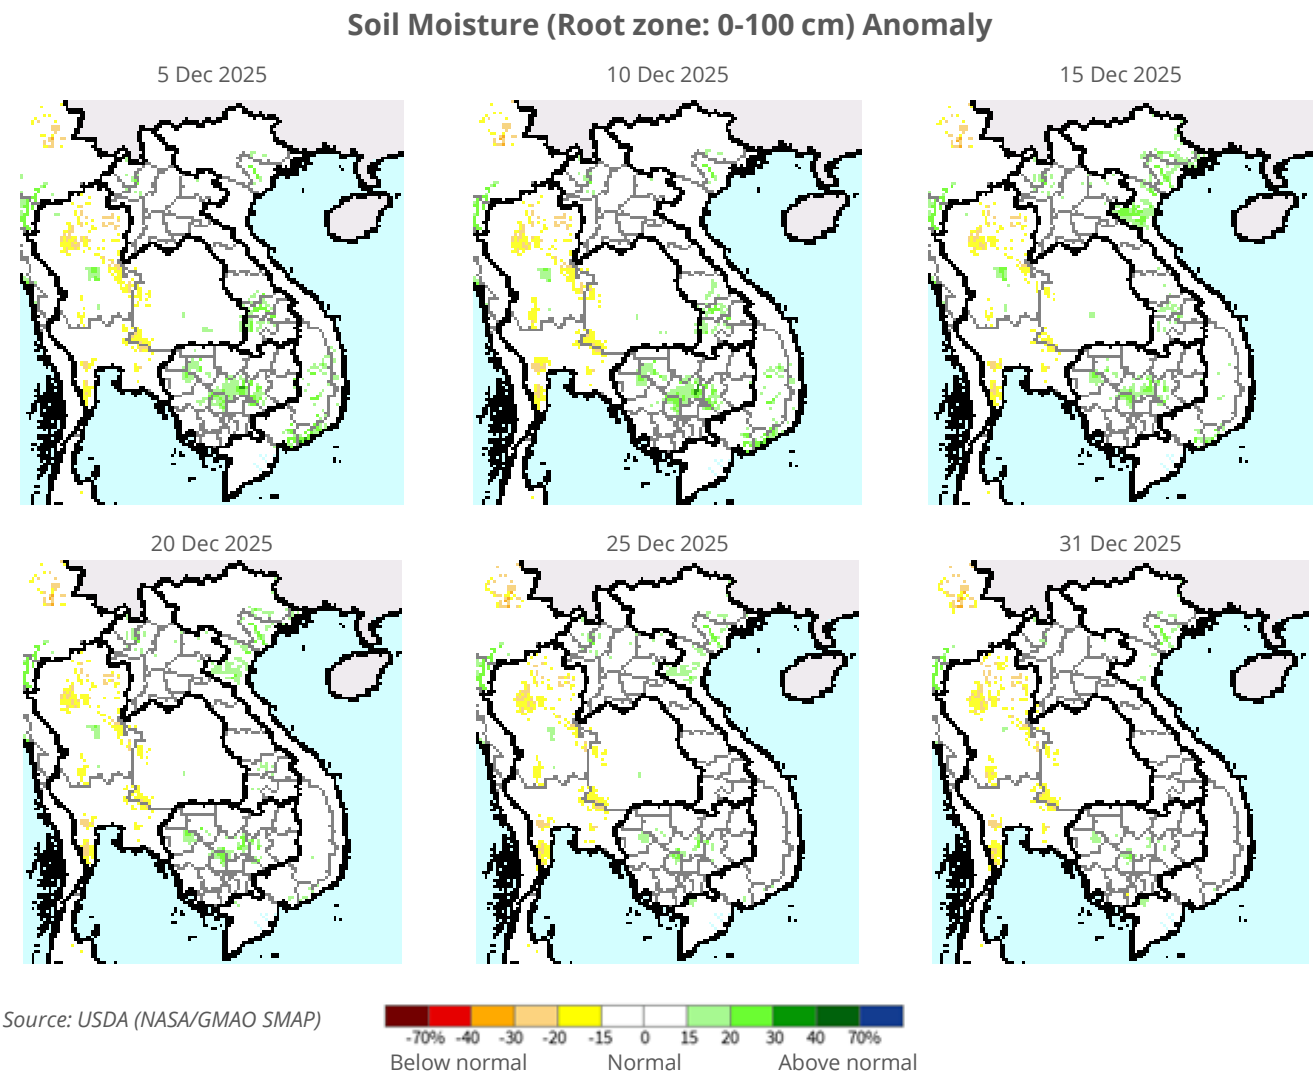 Soil Moisture (Root zone: 0-100 cm) Anomaly
5 Dec 2025
10 Dec 2025
15 Dec 2025
20 Dec 2025
25 Dec 2025
31 Dec 2025
Source: USDA (NASA/GMAO SMAP)
-70% -40 -30 -20 -15 0 15 20 30 40 70%
Below normal Normal Above normal